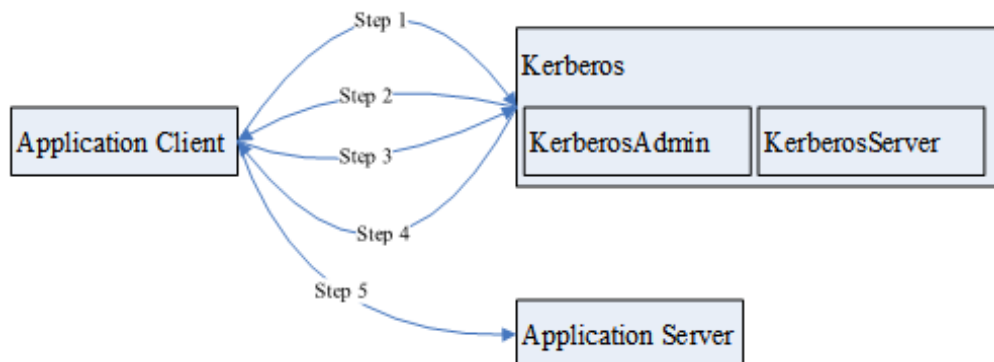 Step 1
Kerberos
Step 2
Application Client
KerberosAdmin
KerberosServer
Step 3
Step 4
Step 5
Application Server